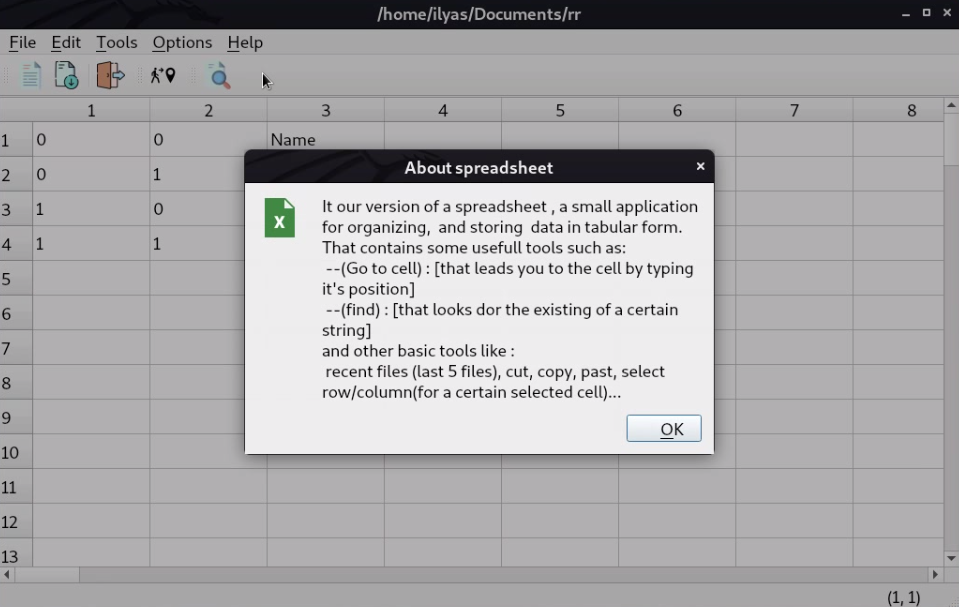 /home/ilyas/Documents/rr
File Edit Tools Options Help
1 2 3 4 5 6 7 8
1 0 0 Name
2 0 1
3 1 0
4 1 1
5
6
7
8
9
10
11
12
13
About spreadsheet
X
It our version of a spreadsheet , a small application
for organizing, and storing data in tabular form.
That contains some usefull tools such as:
--(Go to cell) : [that leads you to the cell by typing
it's position]
--(find) : [that looks dor the existing of a certain
string]
and other basic tools like :
recent files (last 5 files), cut, copy, past, select
row/column(for a certain selected cell)...
OK
(1, 1)